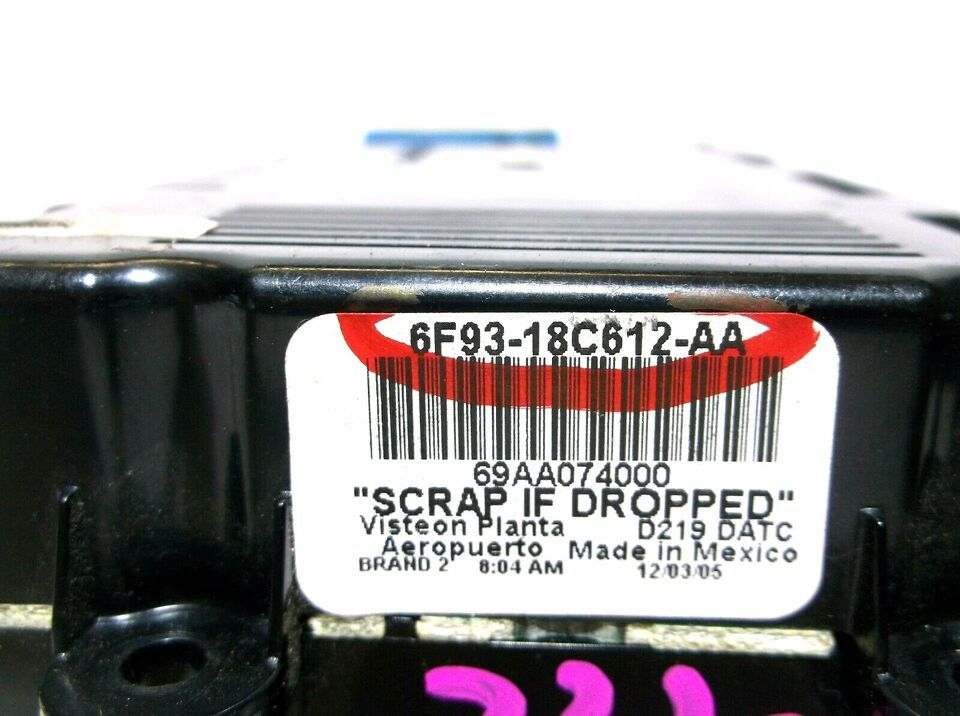 6F93-18C612-AA
69AA074000
"SCRAP IF DROPPED"
Visteon Planta D219 DATC
Aeropuerto Made in Mexico
BRAND 2 8:04 AM 12/03/05